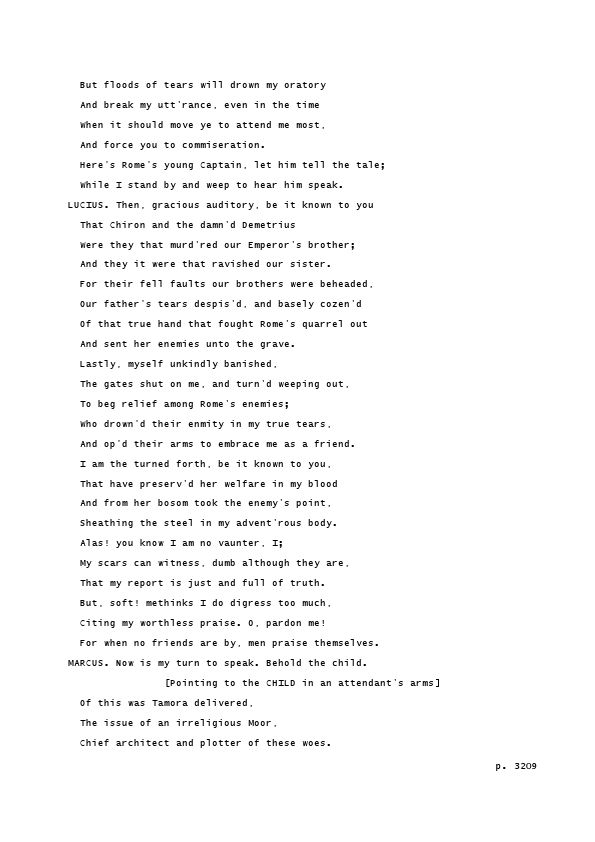 But floods of tears will drown my oratory
And break my utt'rance, even in the time
When it should move ye to attend me most,
And force you to commiseration.
Here's Rome's young Captain, let him tell the tale;
While I stand by and weep to hear him speak.
LUCIUS. Then, gracious auditory, be it known to you
That Chiron and the damn'd Demetrius
Were they that murd'red our Emperor's brother;
And they it were that ravished our sister.
For their fell faults our brothers were beheaded,
Our father's tears despis'd, and basely cozen'd
Of that true hand that fought Rome's quarrel out
And sent her enemies unto the grave.
Lastly, myself unkindly banished,
The gates shut on me, and turn'd weeping out,
To beg relief among Rome's enemies;
Who drown'd their enmity in my true tears,
And op'd their arms to embrace me as a friend.
I am the turned forth, be it known to you,
That have preserv'd her welfare in my blood
And from her bosom took the enemy's point,
Sheathing the steel in my advent'rous body.
Alas! you know I am no vaunter, I;
My scars can witness, dumb although they are,
That my report is just and full of truth.
But, soft! methinks I do digress too much,
Citing my worthless praise. O, pardon me!
For when no friends are by, men praise themselves.
MARCUS. Now is my turn to speak. Behold the child.
[Pointing to the CHILD in an attendant's arms]
Of this was Tamora delivered,
The issue of an irreligious Moor,
Chief architect and plotter of these woes.
p. 3209